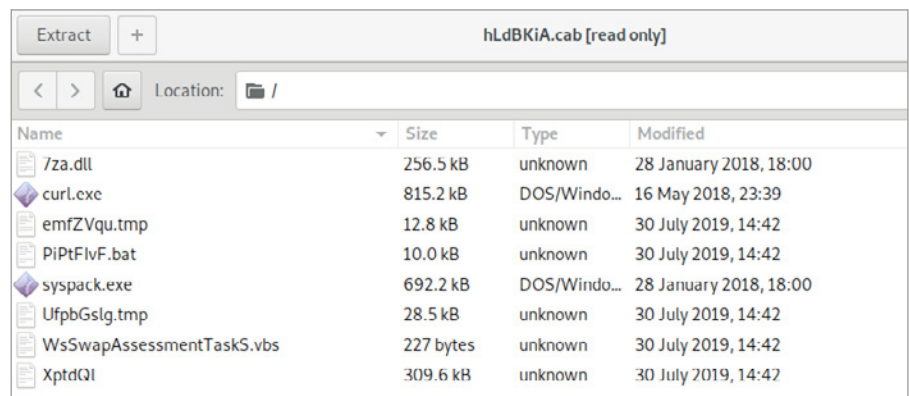 Extract + hLdBKiA.cab [read only]
< > Location: /
Name Size Type Modified
7za.dll 256.5 kB unknown 28 January 2018, 18:00
curl.exe 815.2 kB DOS/Windo... 16 May 2018, 23:39
emfZVqu.tmp 12.8 kB unknown 30 July 2019, 14:42
PiPtFIvF.bat 10.0 kB unknown 30 July 2019, 14:42
syspack.exe 692.2 kB DOS/Windo... 28 January 2018, 18:00
UfpbGslg.tmp 28.5 kB unknown 30 July 2019, 14:42
WsSwapAssessmentTaskS.vbs 227 bytes unknown 30 July 2019, 14:42
XptdQI 309.6 kB unknown 30 July 2019, 14:42